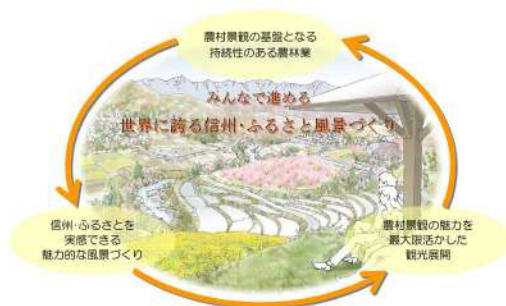 農村景観の基盤となる
持続性のある農林業
みんなで進める
世界に誇る信州・ふるさと風景づくり
信州・ふるさとを
実感できる
魅力的な風景づくり
農村景観の魅力を
最大限活かした
観光展開